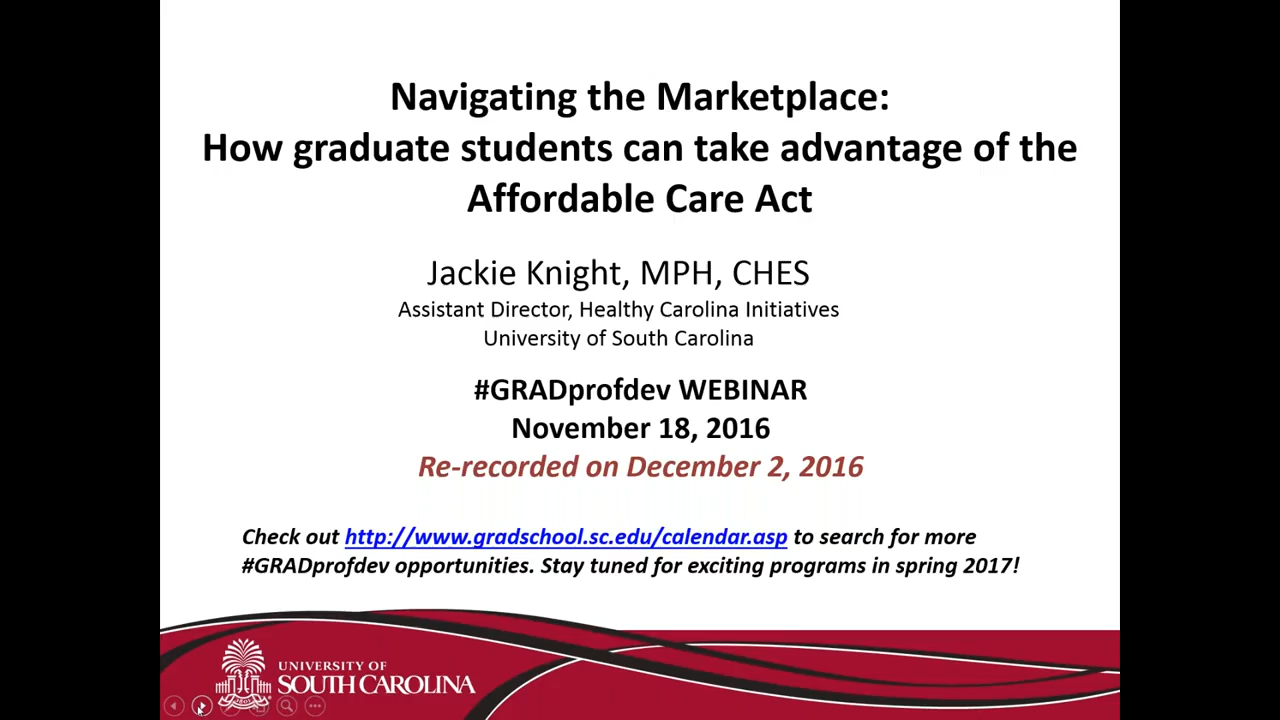 Navigating the Marketplace:
How graduate students can take advantage of the
Affordable Care Act
Jackie Knight, MPH, CHES
Assistant Director, Healthy Carolina Initiatives
University of South Carolina
#GRADprofdev WEBINAR
November 18, 2016
Re-recorded on December 2, 2016
Check out http://www.gradschool.sc.edu/calendar.asp to search for more
#GRADprofdev opportunities. Stay tuned for exciting programs in spring 2017!
UNIVERSITY OF
SOUTH CAROLINA